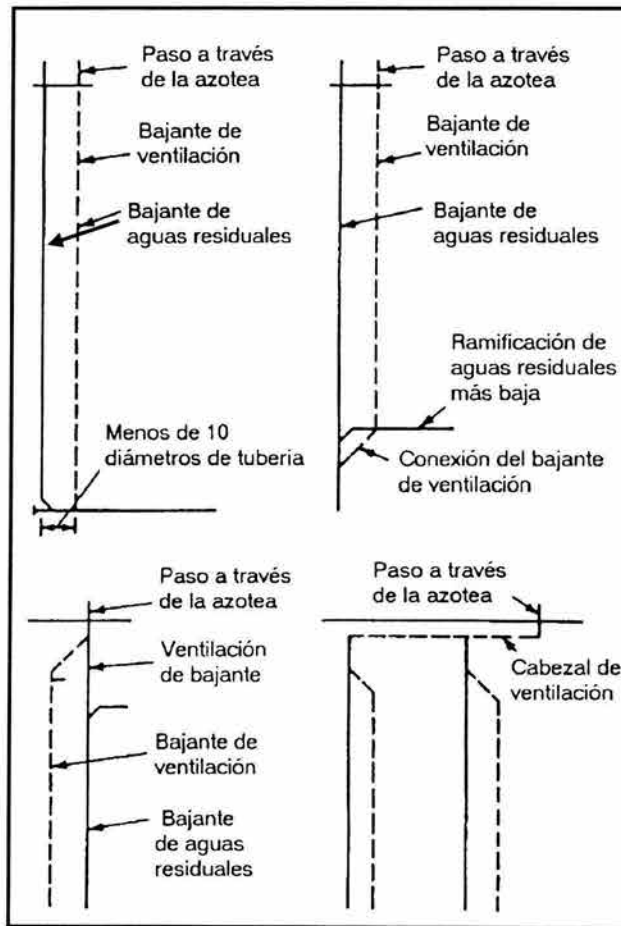 Paso a través
de la azotea
Bajante de
ventilación
Bajante de
aguas residuales
Menos de 10
diámetros de tuberia
Paso a través
de la azotea
Bajante de
ventilación
Bajante de
aguas residuales
Ramificación de
aguas residuales
más baja
Conexión del bajante
de ventilación
Paso a través
de la azotea
Ventilación
de bajante
Bajante de
ventilación
Bajante
de aguas
residuales
Paso a través
de la azotea
Cabezal de
ventilación